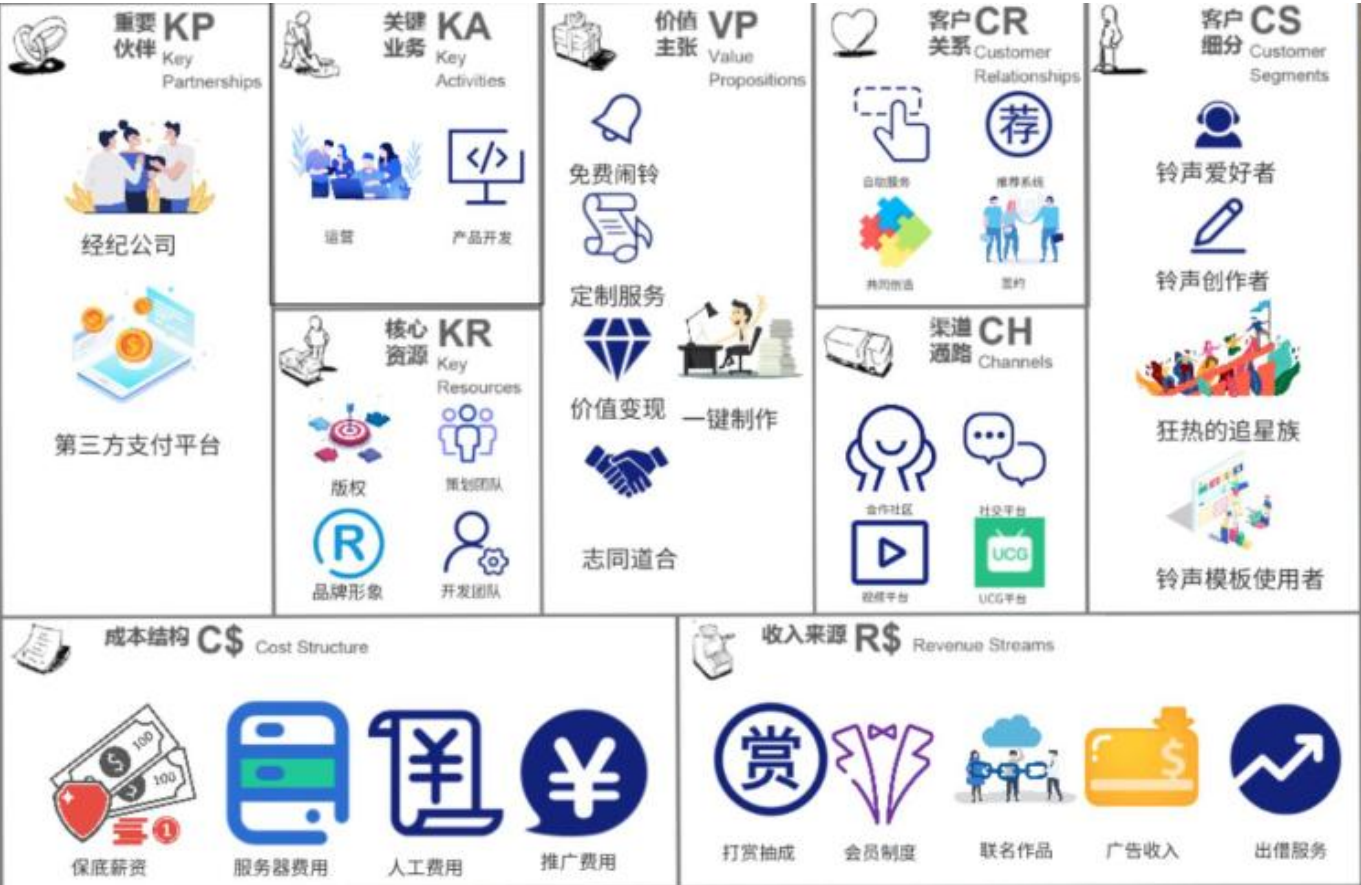 重要
伙伴 KP
Key
Partnerships
经纪公司
第三方支付平台
关键
业务 KA
Key
Activities
</>
运营
产品开发
核心
资源 KR
Key
Resources
版权
策划团队
R
品牌形象
开发团队
价值
主张 VP
Value
Propositions
免费闹铃
定制服务
价值变现
一键制作
志同道合
客户
关系 CR
Customer
Relationships
荐
自助服务
推荐系统
共同创造
签约
渠道
通路 CH
Channels
合作社区
社交平台
UCG
视频平台
UCG平台
客户
细分 CS
Customer
Segments
铃声爱好者
铃声创作者
狂热的追星族
铃声模板使用者
成本结构 C$ Cost Structure
100
100
1
保底薪资
服务器费用
人工费用
推广费用
收入来源 R$ Revenue Streams
赏
打赏抽成
会员制度
联名作品
广告收入
出借服务